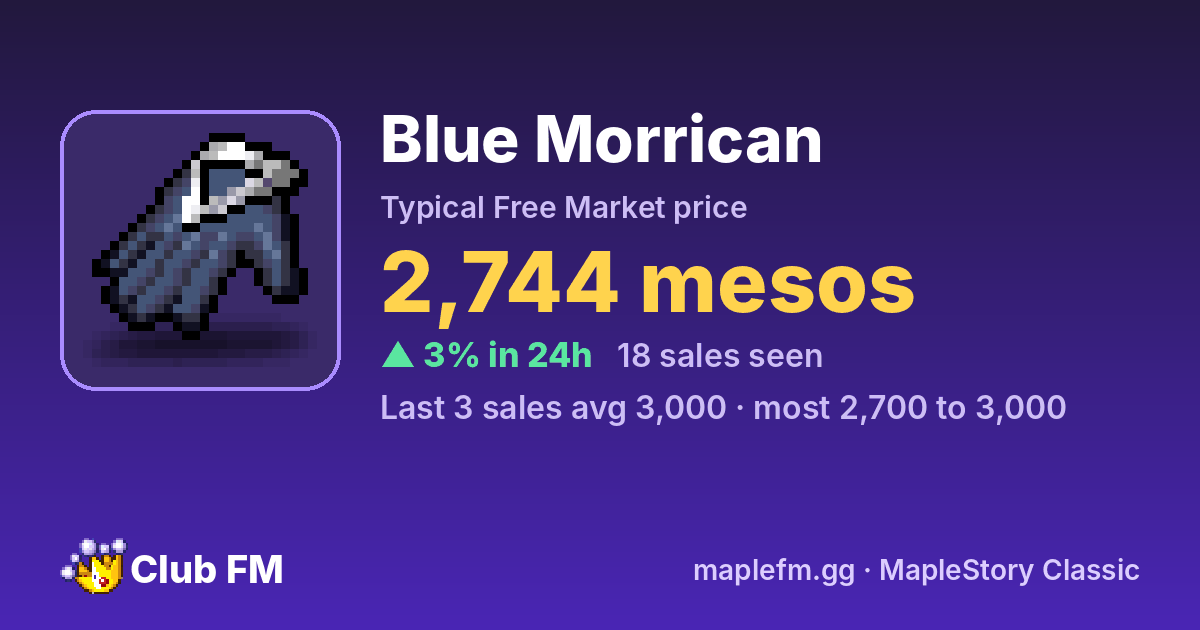 Blue Morrican
Typical Free Market price
2,744 mesos
▲ 3% in 24h 18 sales seen
Last 3 sales avg 3,000 · most 2,700 to 3,000
Club FM
maplefm.gg · MapleStory Classic